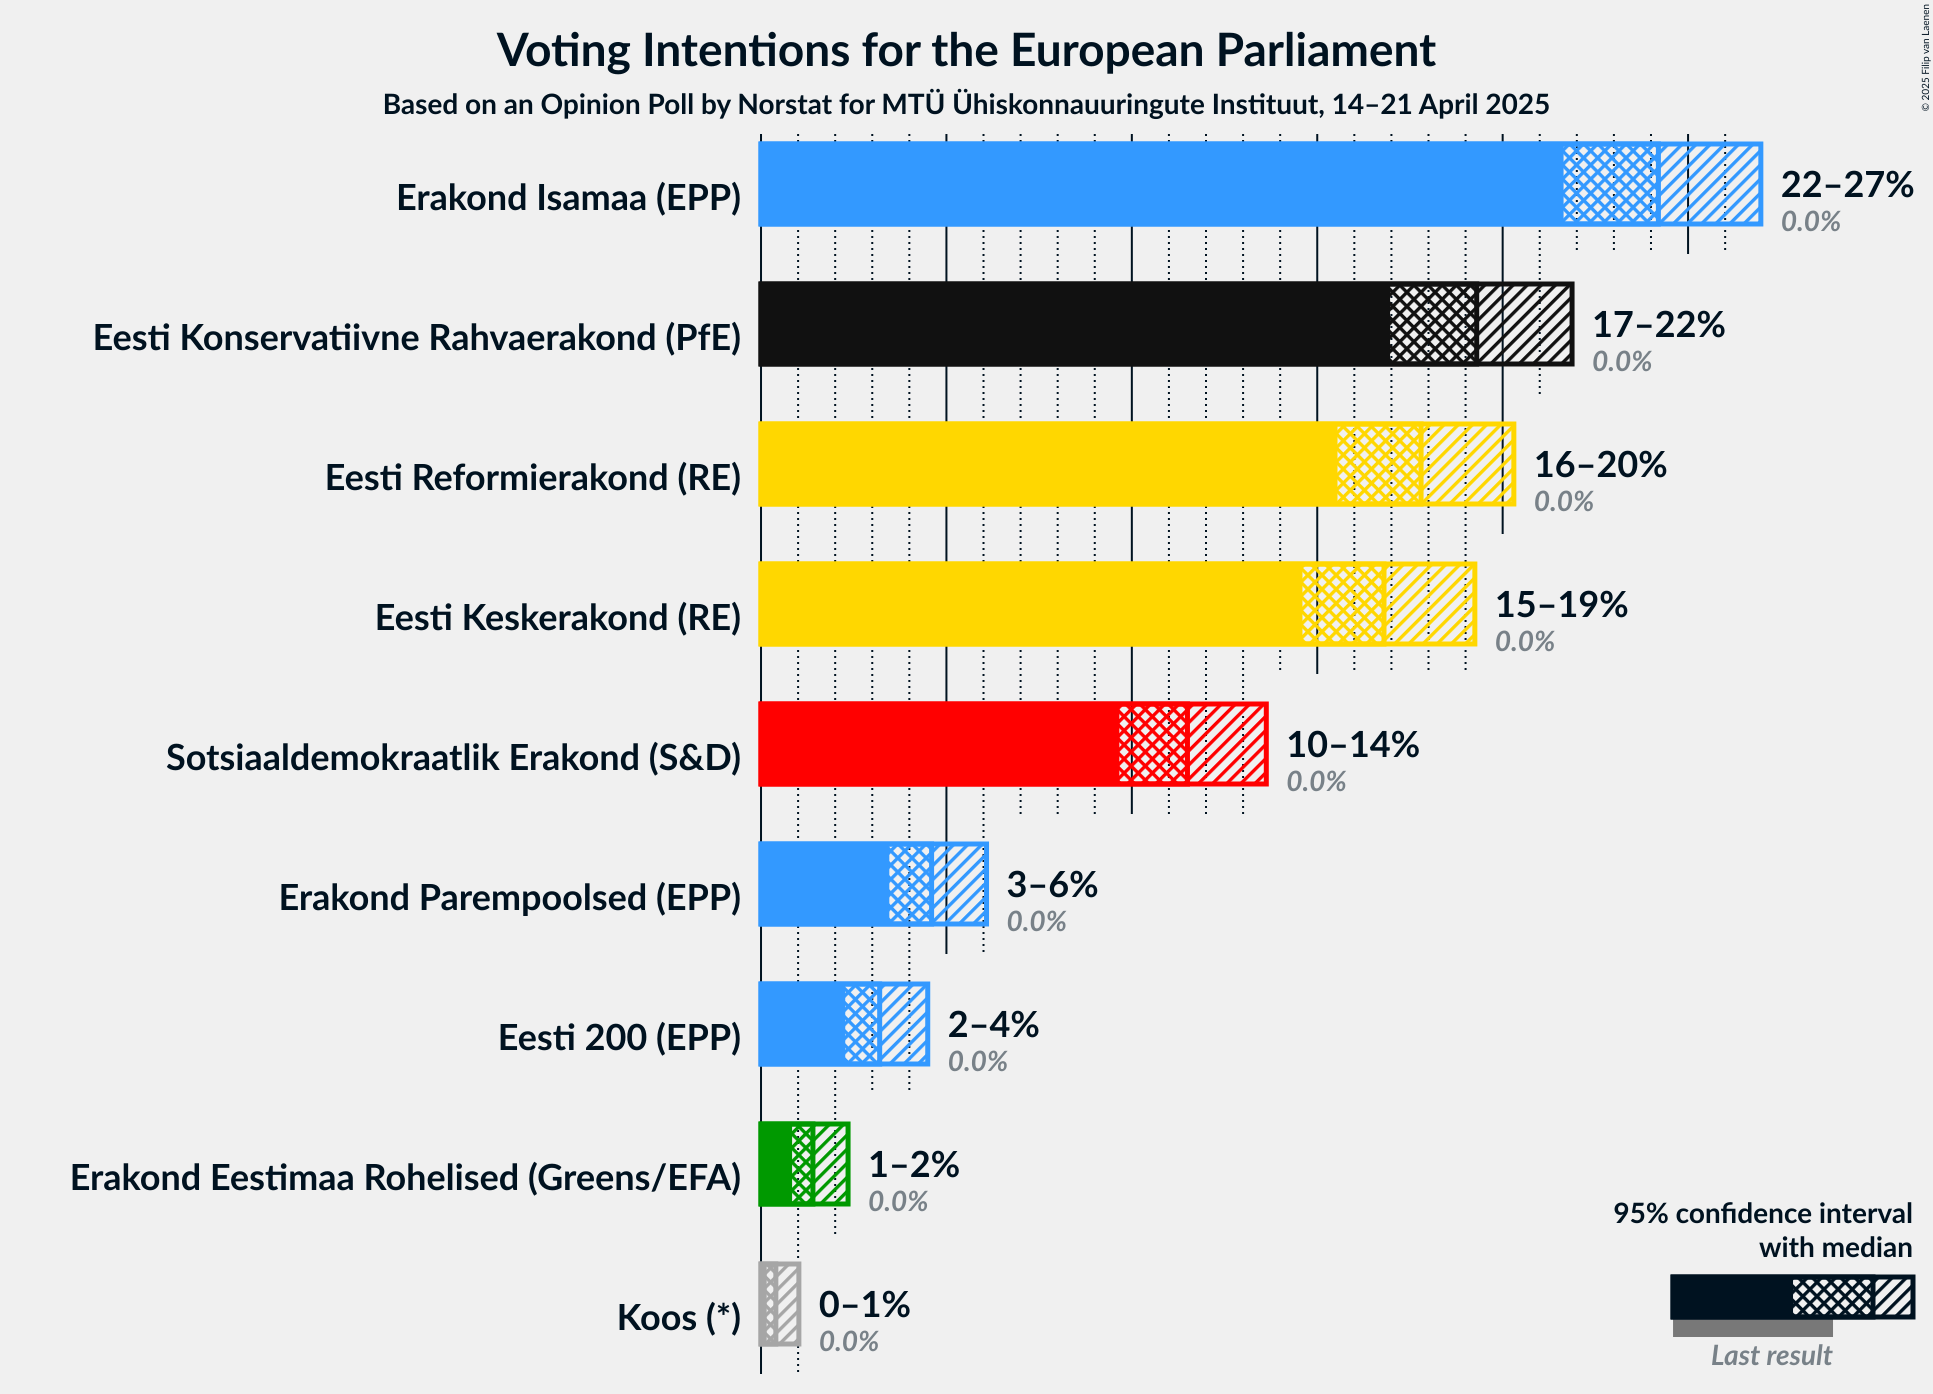 Voting Intentions for the European Parliament
Based on an Opinion Poll by Norstat for MTÜ Ühiskonnauuringute Instituut, 14–21 April 2025
© 2025 Filip van Laenen
Erakond Isamaa (EPP)
22–27%
0.0%
Eesti Konservatiivne Rahvaerakond (PfE)
17–22%
0.0%
Eesti Reformierakond (RE)
16–20%
0.0%
Eesti Keskerakond (RE)
15–19%
0.0%
Sotsiaaldemokraatlik Erakond (S&D)
10–14%
0.0%
Erakond Parempoolsed (EPP)
3–6%
0.0%
Eesti 200 (EPP)
2–4%
0.0%
Erakond Eestimaa Rohelised (Greens/EFA)
1–2%
0.0%
Koos (*)
0–1%
0.0%
95% confidence interval
with median
Last result